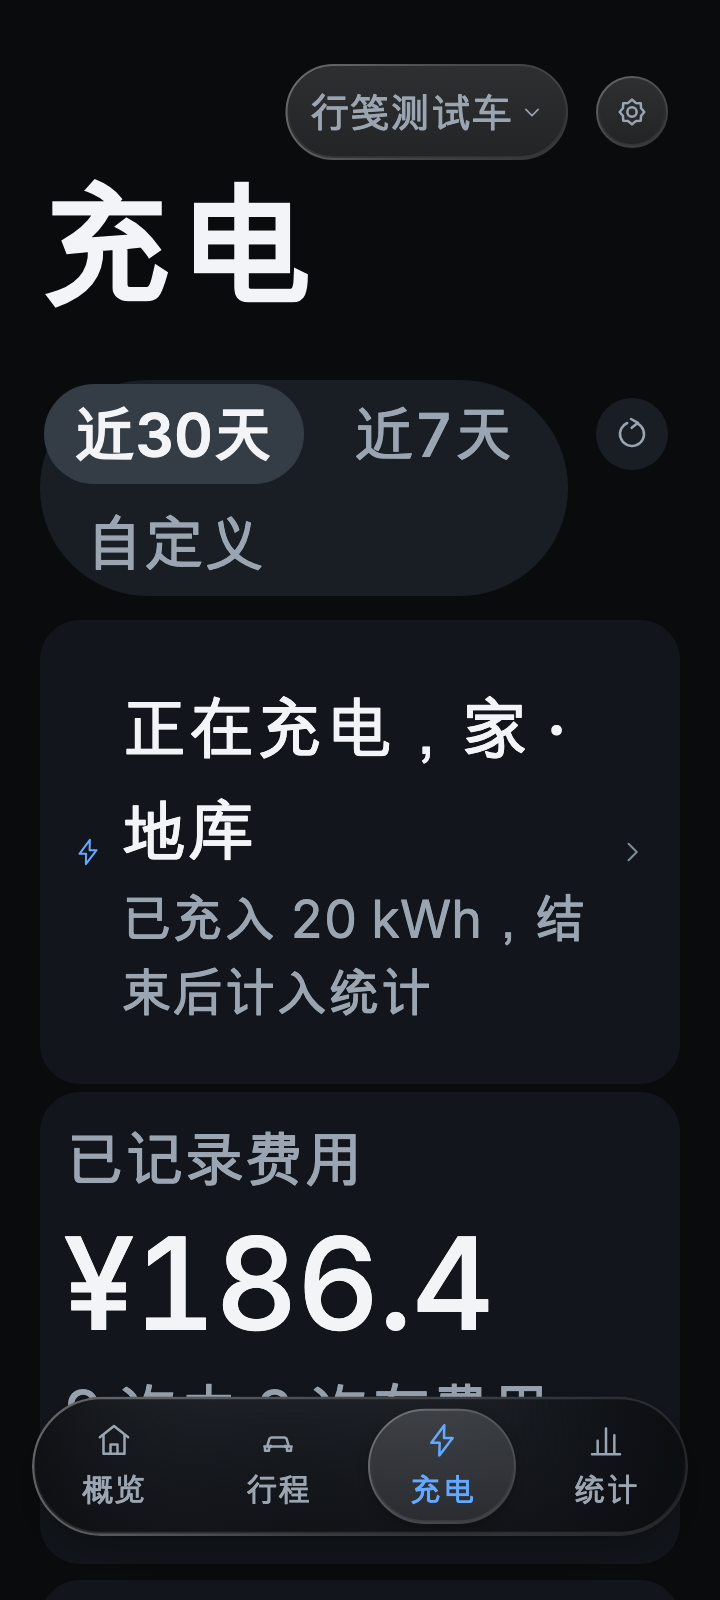 行笺测试车
充电
近30天
近7天
自定义
正在充电，家 ·
地库
已充入 20 kWh，结
束后计入统计
已记录费用
¥186.4
概览
行程
充电
统计